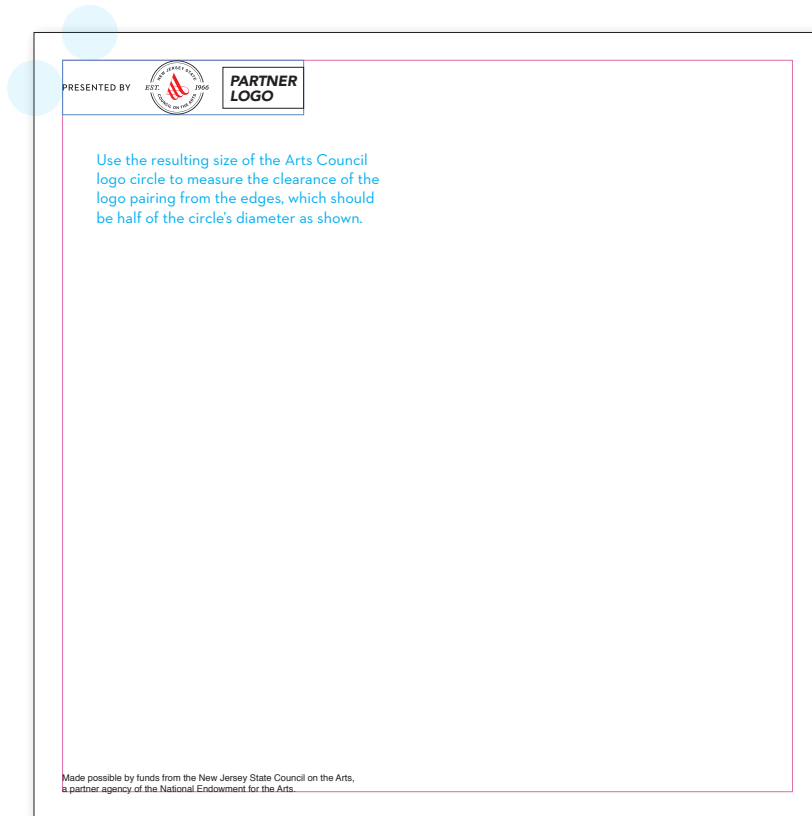 PRESENTED BY
NEW JERSEY STATE
EST. 1966
COUNCIL ON THE ARTS
PARTNER
LOGO
Use the resulting size of the Arts Council
logo circle to measure the clearance of the
logo pairing from the edges, which should
be half of the circle’s diameter as shown.
Made possible by funds from the New Jersey State Council on the Arts,
a partner agency of the National Endowment for the Arts.